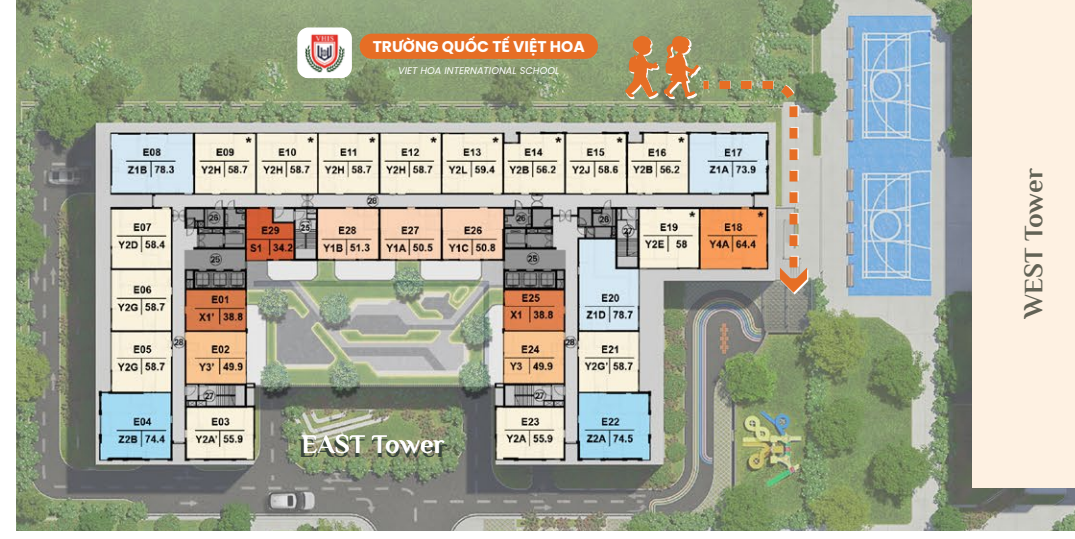 VHIS
TRƯỜNG QUỐC TẾ VIỆT HOA
VIET HOA INTERNATIONAL SCHOOL
E08
Z1B 78.3
E09 *
Y2H 58.7
E10 *
Y2H 58.7
E11 *
Y2H 58.7
E12 *
Y2H 58.7
E13 *
Y2L 59.4
E14 *
Y2B 56.2
E15 *
Y2J 58.6
E16 *
Y2B 56.2
E17
Z1A 73.9
28
E07
Y2D 58.4
26
E29
S1 34.2
25
E28
Y1B 51.3
E27
Y1A 50.5
E26
Y1C 50.8
26
26
27
E19 *
Y2E 58
E18 *
Y4A 64.4
25
25
E06
Y2G 58.7
E01
X1' 38.8
E25
X1 38.8
E20
Z1D 78.7
E05
Y2G 58.7
28
E02
Y3' 49.9
E24
Y3 49.9
28
E21
Y2G' 58.7
27
27
E04
Z2B 74.4
E03
Y2A' 55.9
E23
Y2A 55.9
E22
Z2A 74.5
EAST Tower
WEST Tower